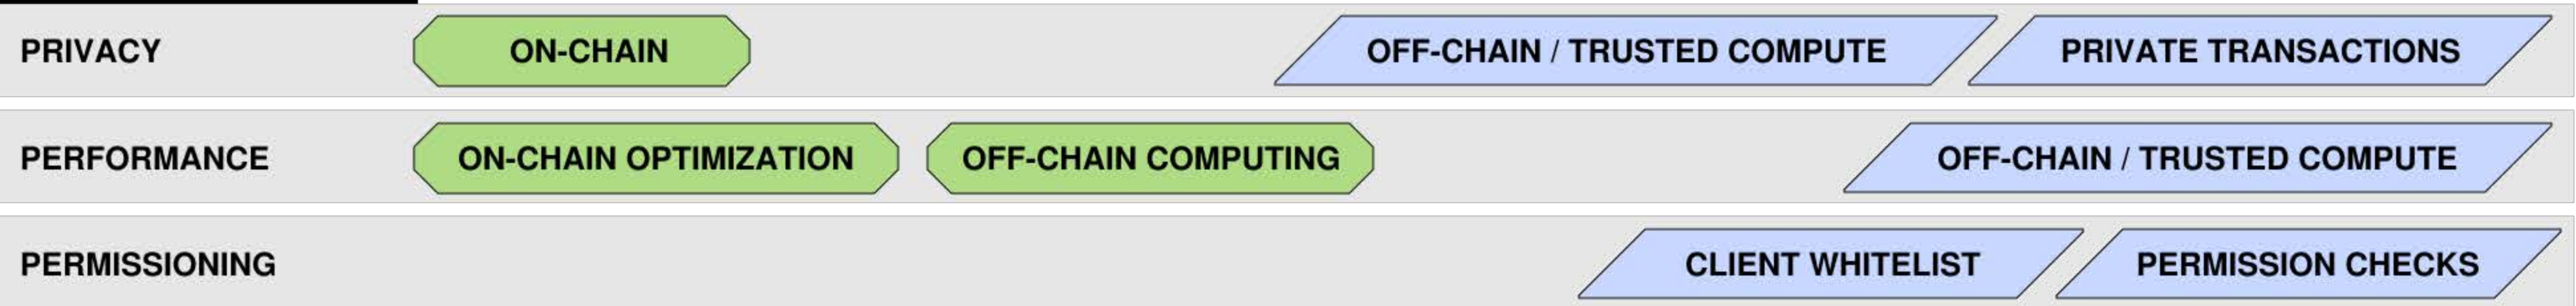 PRIVACY ON-CHAIN OFF-CHAIN / TRUSTED COMPUTE PRIVATE TRANSACTIONS
PERFORMANCE ON-CHAIN OPTIMIZATION OFF-CHAIN COMPUTING OFF-CHAIN / TRUSTED COMPUTE
PERMISSIONING CLIENT WHITELIST PERMISSION CHECKS